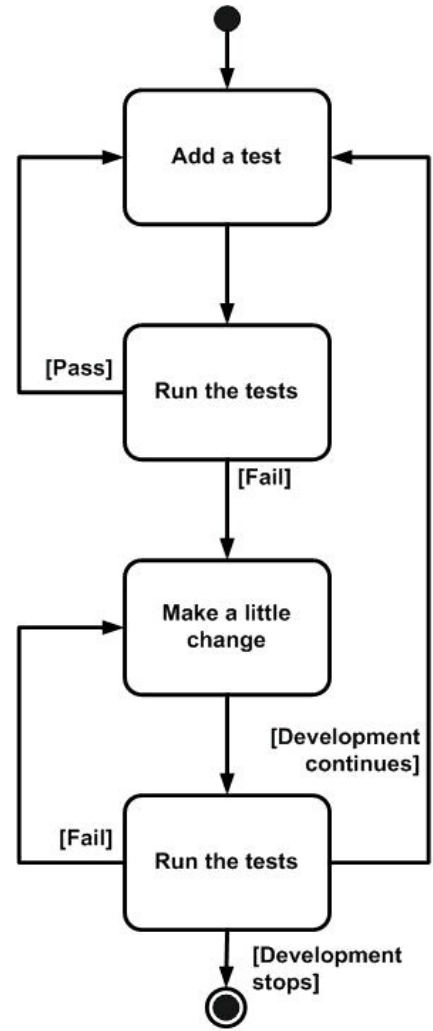 Add a test
[Pass]
Run the tests
[Fail]
Make a little
change
[Development
continues]
[Fail]
Run the tests
[Development
stops]